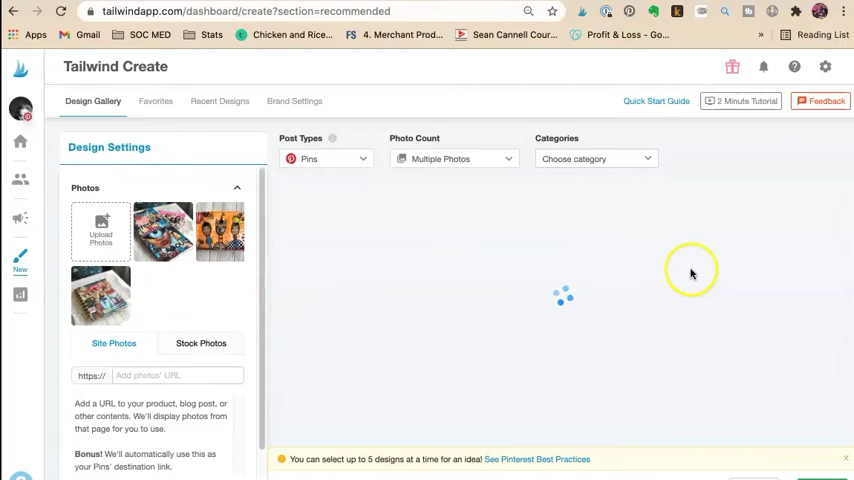 tailwindapp.com/dashboard/create?section=recommended
Apps
Gmail
SOC MED
Stats
Chicken and Rice...
FS 4. Merchant Prod...
Sean Cannell Cour...
Profit & Loss - Go...
»
Reading List
Tailwind Create
Design Gallery
Favorites
Recent Designs
Brand Settings
Quick Start Guide
2 Minute Tutorial
Feedback
Design Settings
Post Types
Photo Count
Categories
Pins
Multiple Photos
Choose category
Photos
Upload
Photos
New
Site Photos
Stock Photos
https://
Add photos' URL
Add a URL to your product, blog post, or
other contents. We'll display photos from
that page for you to use.
Bonus! We'll automatically use this as
your Pins' destination link.
You can select up to 5 designs at a time for an idea! See Pinterest Best Practices
x